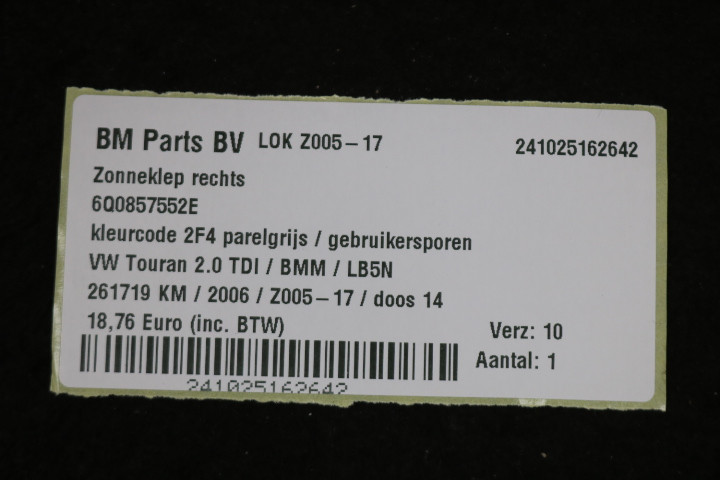 BM Parts BV LOK Z005-17 241025162642
Zonneklep rechts
6Q0857552E
kleurcode 2F4 parelgrijs / gebruikersporen
VW Touran 2.0 TDI / BMM / LB5N
261719 KM / 2006 / Z005-17 / doos 14
18,76 Euro (inc. BTW) Verz: 10
Aantal: 1
241025162642